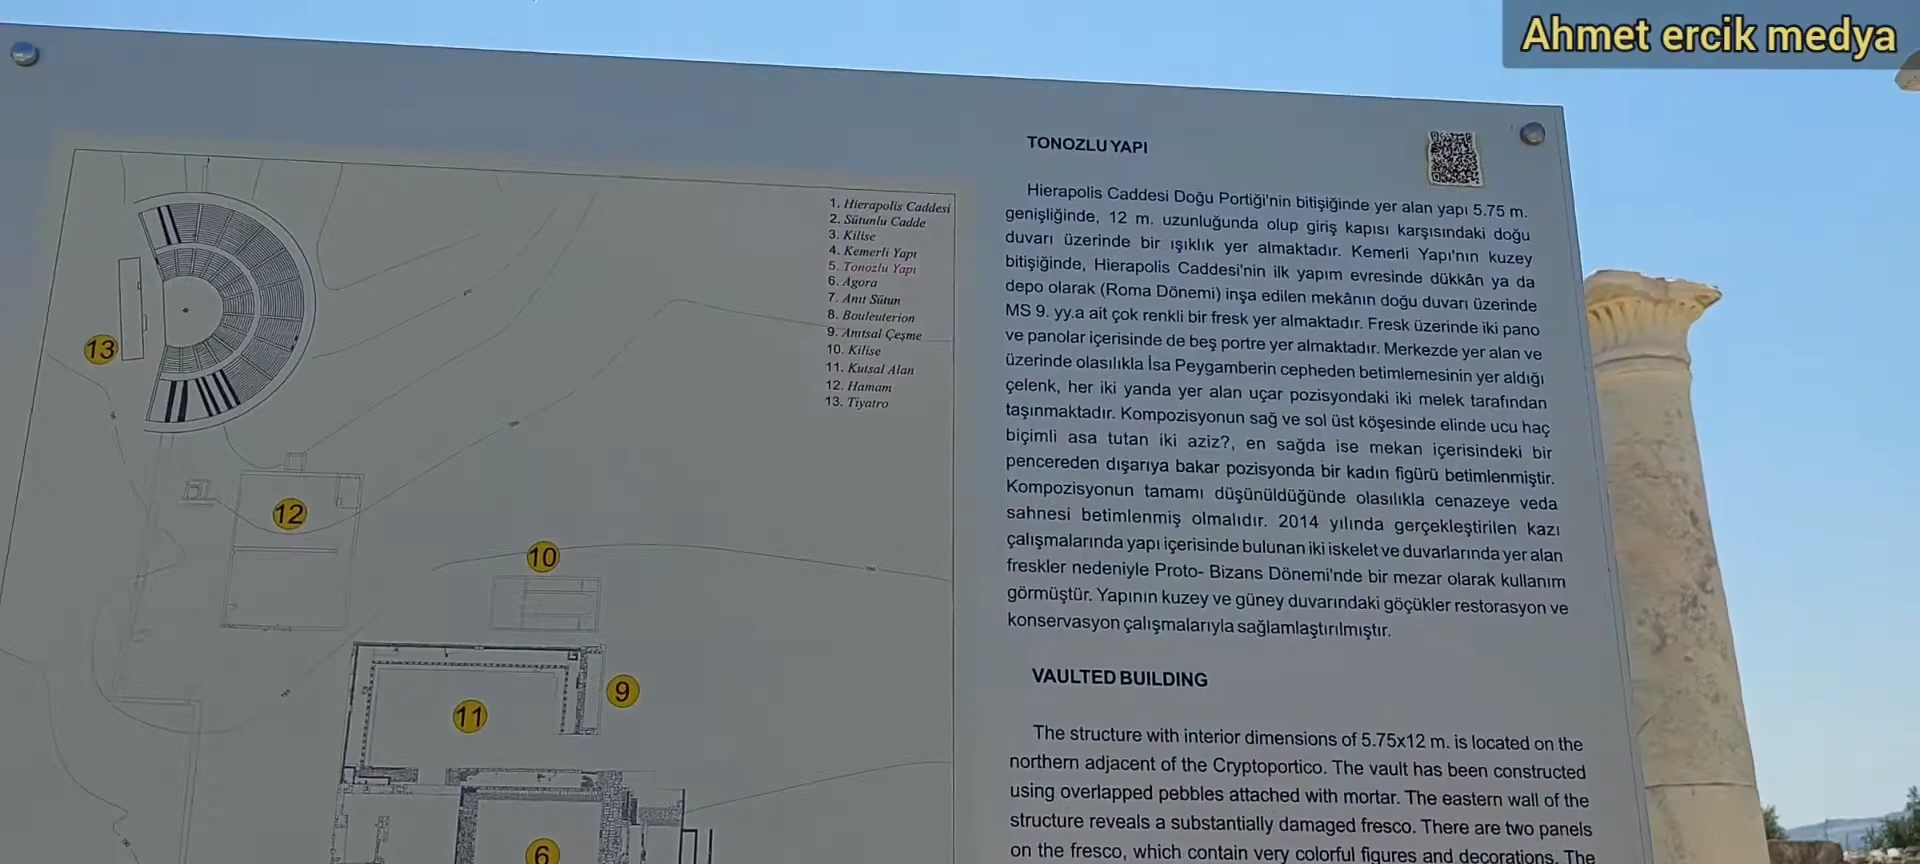 Ahmet ercik medya
TONOZLU YAPI
Hierapolis Caddesi Doğu Portiği'nin bitişiğinde yer alan yapı 5.75 m.
genişliğinde, 12 m. uzunluğunda olup giriş kapısı karşısındaki doğu
duvarı üzerinde bir ışıklık yer almaktadır. Kemerli Yapı'nın kuzey
bitişiğinde, Hierapolis Caddesi'nin ilk yapım evresinde dükkân ya da
depo olarak (Roma Dönemi) inşa edilen mekânın doğu duvarı üzerinde
MS 9. yy.a ait çok renkli bir fresk yer almaktadır. Fresk üzerinde iki pano
ve panolar içerisinde de beş portre yer almaktadır. Merkezde yer alan ve
üzerinde olasılıkla İsa Peygamberin cepheden betimlemesinin yer aldığı
çelenk, her iki yanda yer alan uçar pozisyondaki iki melek tarafından
taşınmaktadır. Kompozisyonun sağ ve sol üst köşesinde elinde ucu haç
biçimli asa tutan iki aziz?, en sağda ise mekan içerisindeki bir
pencereden dışarıya bakar pozisyonda bir kadın figürü betimlenmiştir.
Kompozisyonun tamamı düşünüldüğünde olasılıkla cenazeye veda
sahnesi betimlenmiş olmalıdır. 2014 yılında gerçekleştirilen kazı
çalışmalarında yapı içerisinde bulunan iki iskelet ve duvarlarında yer alan
freskler nedeniyle Proto- Bizans Dönemi'nde bir mezar olarak kullanım
görmüştür. Yapının kuzey ve güney duvarındaki göçükler restorasyon ve
konservasyon çalışmalarıyla sağlamlaştırılmıştır.
VAULTED BUILDING
The structure with interior dimensions of 5.75x12 m. is located on the
northern adjacent of the Cryptoportico. The vault has been constructed
using overlapped pebbles attached with mortar. The eastern wall of the
structure reveals a substantially damaged fresco. There are two panels
on the fresco, which contain very colorful figures and decorations. The
1. Hierapolis Caddesi
2. Sütunlu Cadde
3. Kilise
4. Kemerli Yapı
5. Tonozlu Yapı
6. Agora
7. Anıt Sütun
8. Bouleuterion
9. Anıtsal Çeşme
10. Kilise
11. Kutsal Alan
12. Hamam
13. Tiyatro
13
12
10
9
11
6